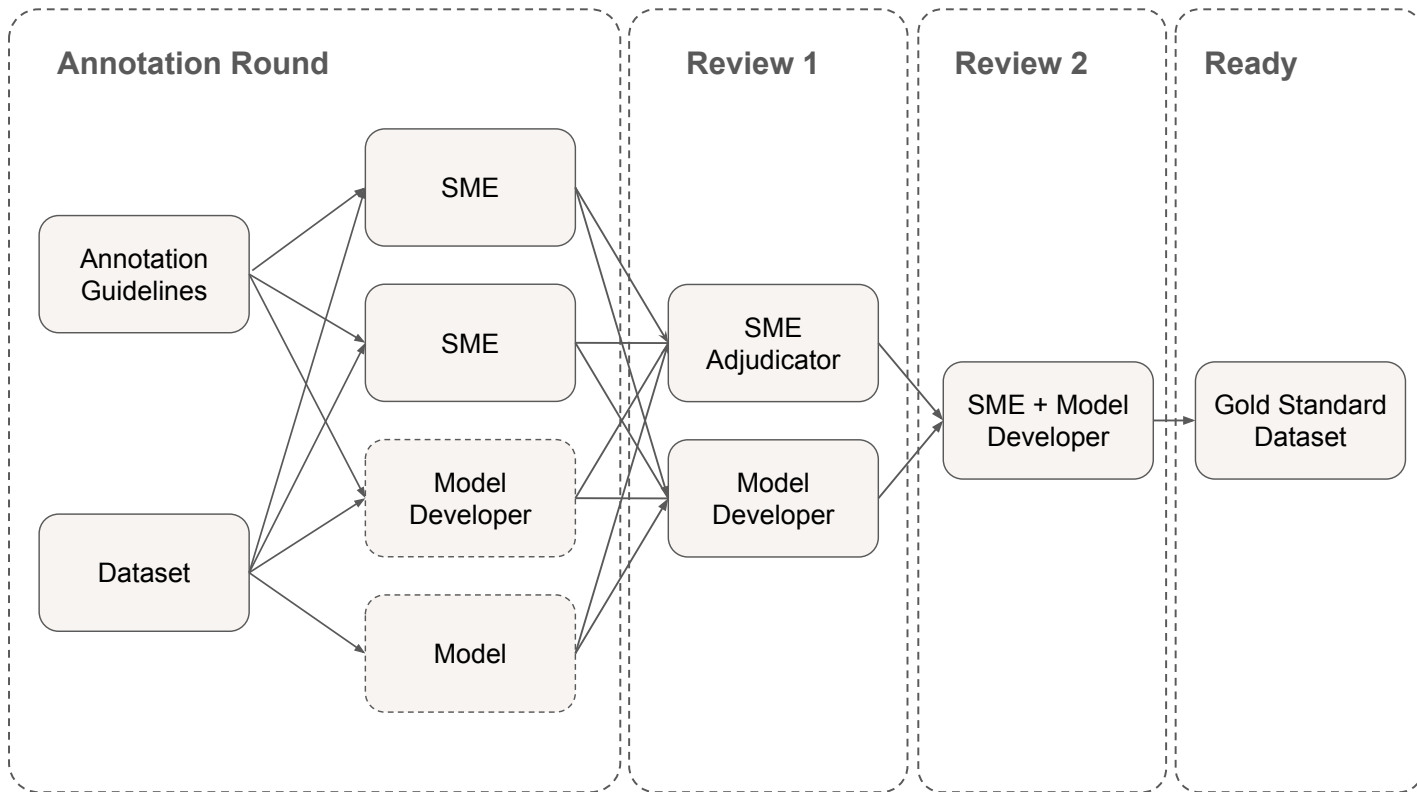 Annotation Round
Annotation
Guidelines
Dataset
SME
SME
Model
Developer
Model
Review 1
SME
Adjudicator
Model
Developer
Review 2
SME + Model
Developer
Ready
Gold Standard
Dataset